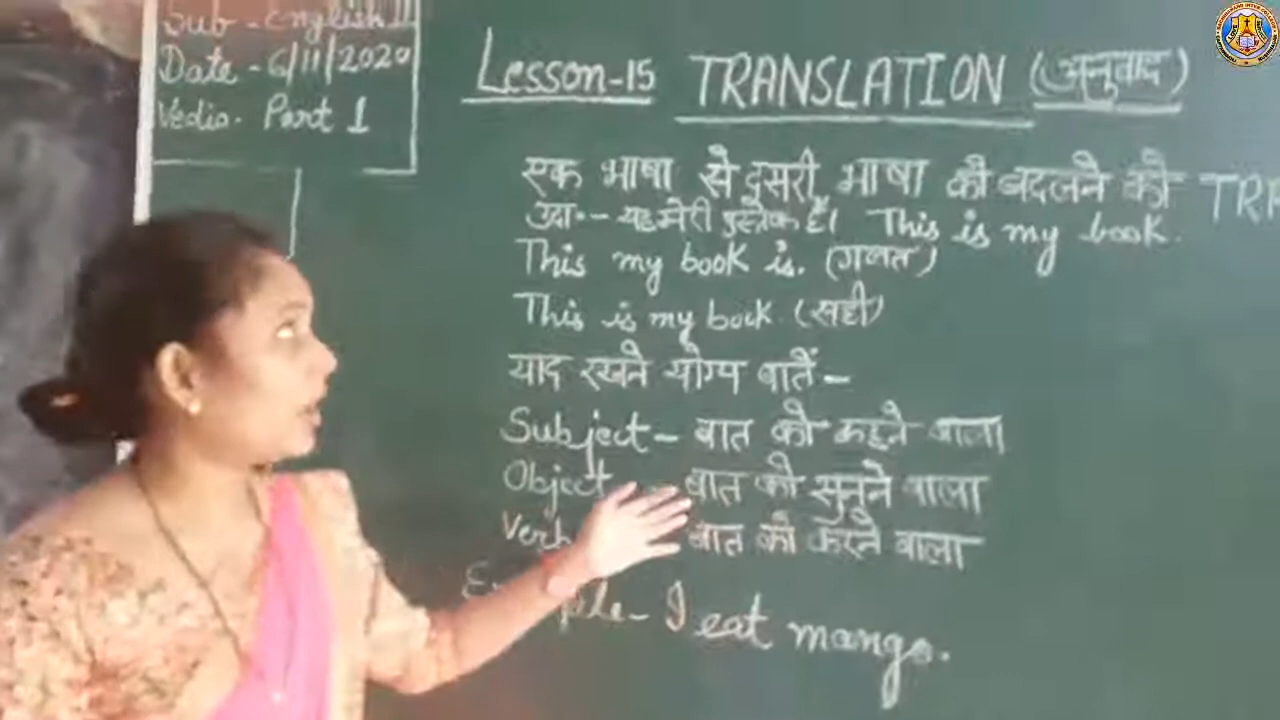 Sub - English II
Date - 6/11/2020
Vedio. Part 1
Lesson-15 TRANSLATION (अनुवाद)
एक भाषा से दुसरी भाषा को बदलने को
उदा०- यह मेरी पुस्तक हैं। This is my book.
This my book is. (गलत)
This is my book. (सही)
याद रखने योग्य बातें -
Subject - बात को कहने वाला
Object - बात को सुनने वाला
Verb - बात को करने वाला
I eat mango.